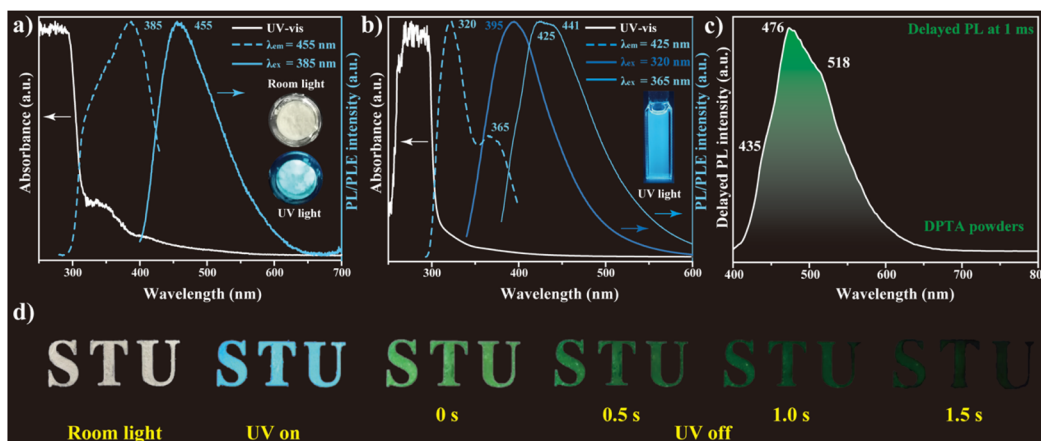 a)
UV-vis
λem = 455 nm
λex = 385 nm
385
455
Room light
UV light
Absorbance (a.u.)
PL/PLE intensity (a.u.)
300
400
500
600
700
Wavelength (nm)
b)
UV-vis
λem = 425 nm
λex = 320 nm
λex = 365 nm
320
395
441
425
365
UV light
Absorbance (a.u.)
PL/PLE intensity (a.u.)
300
400
500
600
Wavelength (nm)
c)
Delayed PL at 1 ms
476
518
435
DPTA powders
Delayed PL intensity (a.u.)
400
500
600
700
80
Wavelength (nm)
d)
STU
STU
STU
STU
STU
STU
0 s
0.5 s
1.0 s
1.5 s
Room light
UV on
UV off